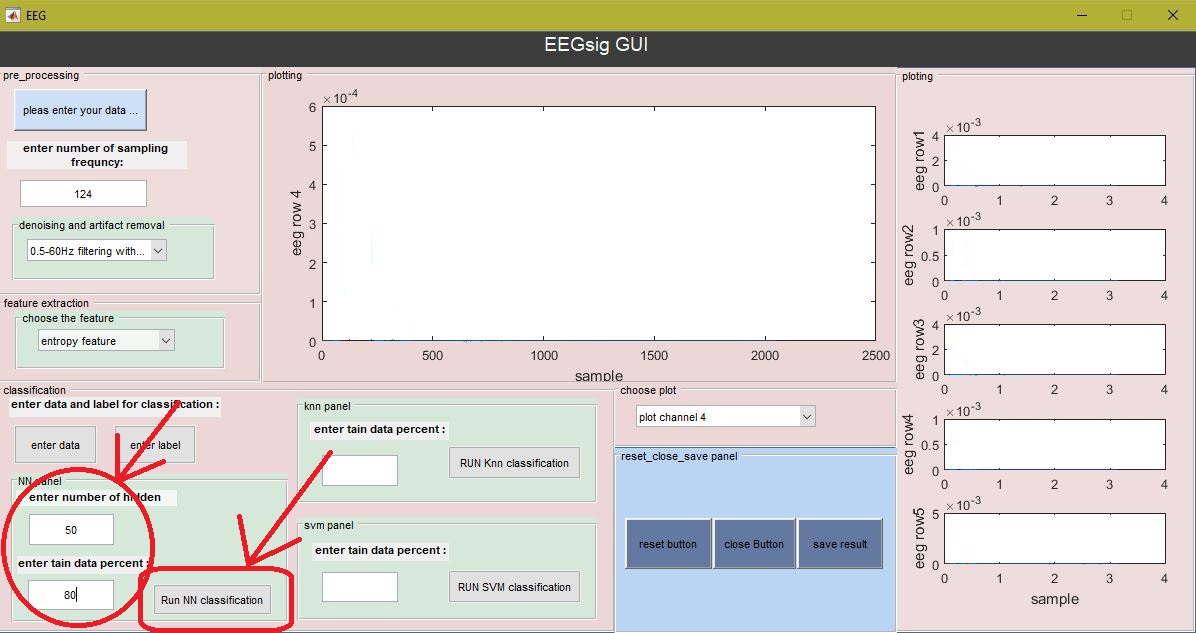 EEG
EEGsig GUI
pre_processing
pleas enter your data ...
enter number of sampling
frequncy:
124
denoising and artifact removal
0.5-60Hz filtering with...
feature extraction
choose the feature
entropy feature
plotting
×10-4
6
5
4
3
2
1
0
eeg row 4
0 500 1000 1500 2000 2500
sample
ploting
×10-3
4
2
0
eeg row1
0 1 2 3 4
×10-3
1
0.5
0
eeg row2
0 1 2 3 4
×10-3
4
2
0
eeg row3
0 1 2 3 4
×10-3
1
0.5
0
eeg row4
0 1 2 3 4
×10-3
5
0
eeg row5
0 1 2 3 4
sample
classification
enter data and label for classification :
enter data
enter label
NN panel
enter number of hidden
50
enter tain data percent :
80
Run NN classification
knn panel
enter tain data percent :
RUN Knn classification
svm panel
enter tain data percent :
RUN SVM classification
choose plot
plot channel 4
reset_close_save panel
reset button
close Button
save result